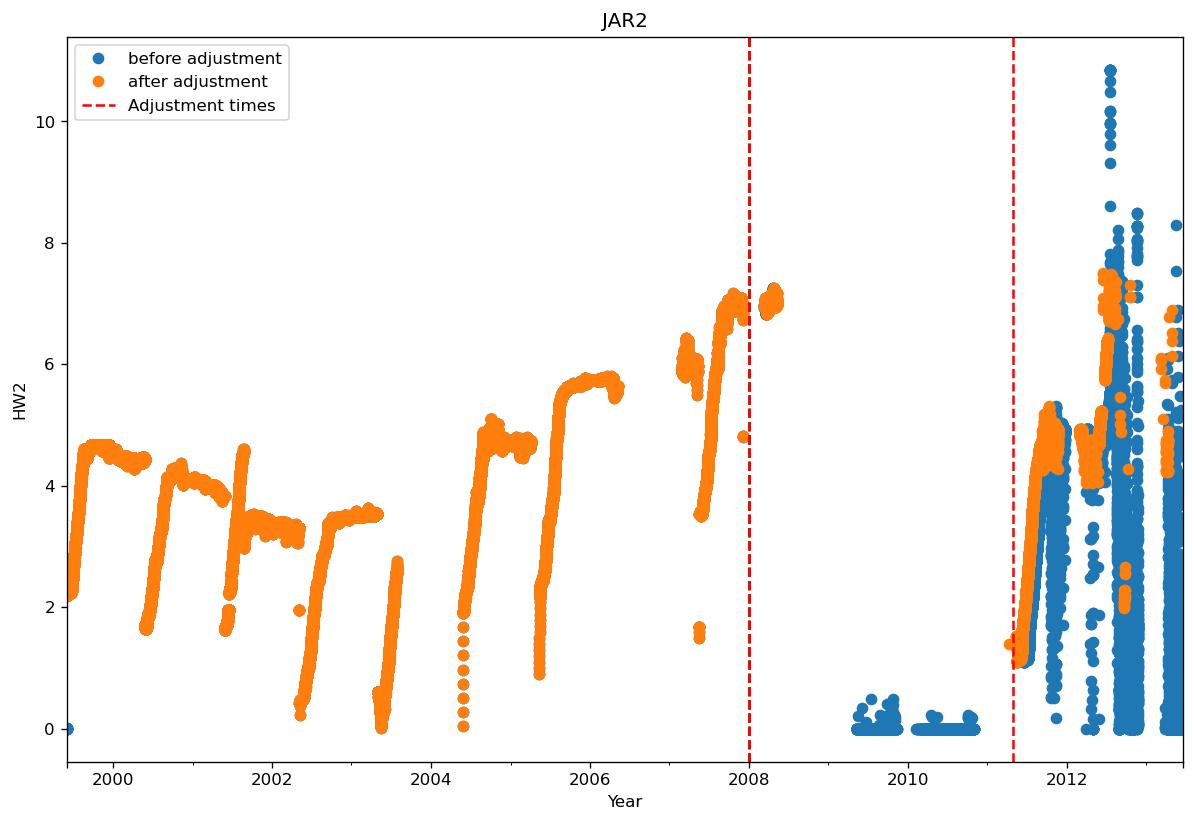 JAR2
before adjustment
after adjustment
Adjustment times
HW2
10
8
6
4
2
0
2000 2002 2004 2006 2008 2010 2012
Year